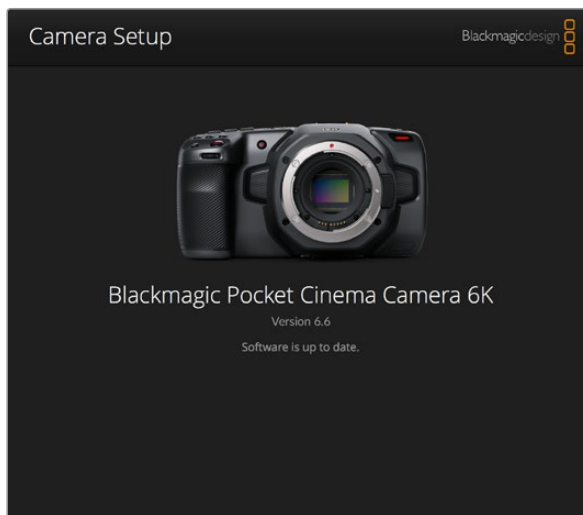 Camera Setup
Blackmagicdesign
Blackmagic Pocket Cinema Camera 6K
Version 6.6
Software is up to date.